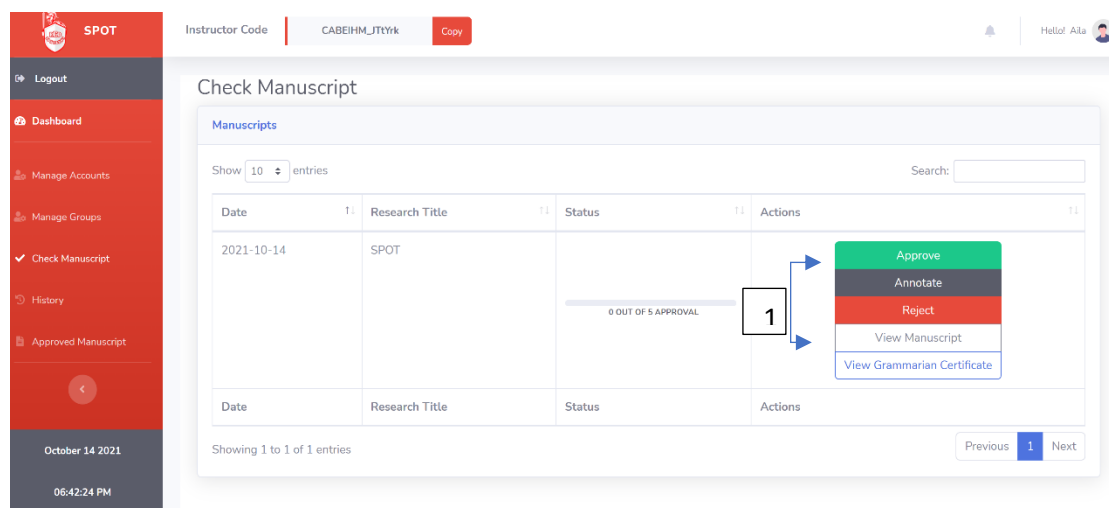 SPOT
Instructor Code CABEIHM_JTtYrk Copy Hello! Aila
Logout
Dashboard
Manage Accounts
Manage Groups
Check Manuscript
History
Approved Manuscript
October 14 2021
06:42:24 PM
Check Manuscript
Manuscripts
Show 10 entries Search:
Date Research Title Status Actions
2021-10-14 SPOT
0 OUT OF 5 APPROVAL
1
Approve
Annotate
Reject
View Manuscript
View Grammarian Certificate
Date Research Title Status Actions
Showing 1 to 1 of 1 entries Previous 1 Next